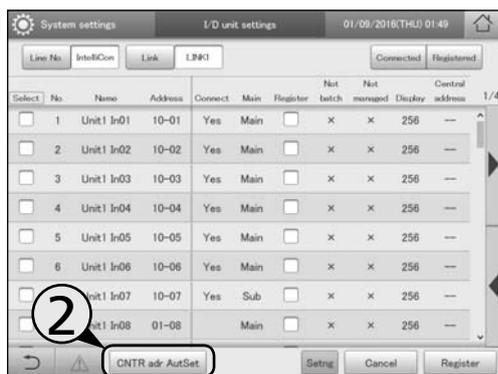 System settings I/D unit settings 01/09/2016(THU) 01:49
Line No. IntelliCon Link LINK1 Connected Registered
Select No. Name Address Connect Main Register Not batch Not managed Display Central address 1/4
1 Unit1 In01 10-01 Yes Main × × 256 --
2 Unit1 In02 10-02 Yes Main × × 256 --
3 Unit1 In03 10-03 Yes Main × × 256 --
4 Unit1 In04 10-04 Yes Main × × 256 --
5 Unit1 In05 10-05 Yes Main × × 256 --
6 Unit1 In06 10-06 Yes Main × × 256 --
Unit1 In07 10-07 Yes Sub × × 256 --
Unit1 In08 01-08 Main × × 256 --
2
CNTR adr AutSet Setng Cancel Register